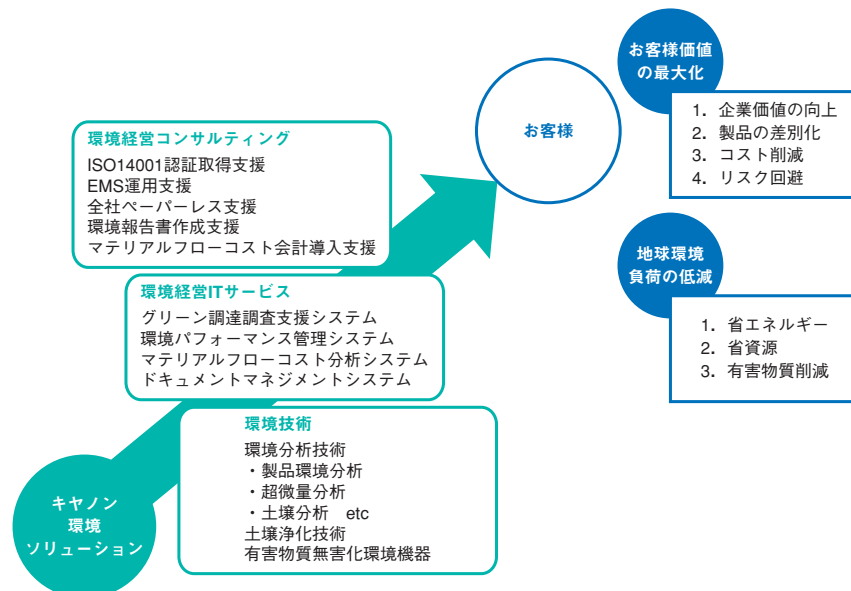 環境経営コンサルティング
ISO14001認証取得支援
EMS運用支援
全社ペーパーレス支援
環境報告書作成支援
マテリアルフローコスト会計導入支援
環境経営ITサービス
グリーン調達調査支援システム
環境パフォーマンス管理システム
マテリアルフローコスト分析システム
ドキュメントマネジメントシステム
環境技術
環境分析技術
・製品環境分析
・超微量分析
・土壌分析　etc
土壌浄化技術
有害物質無害化環境機器
キヤノン
環境
ソリューション
お客様
お客様価値
の最大化
1. 企業価値の向上
2. 製品の差別化
3. コスト削減
4. リスク回避
地球環境
負荷の低減
1. 省エネルギー
2. 省資源
3. 有害物質削減